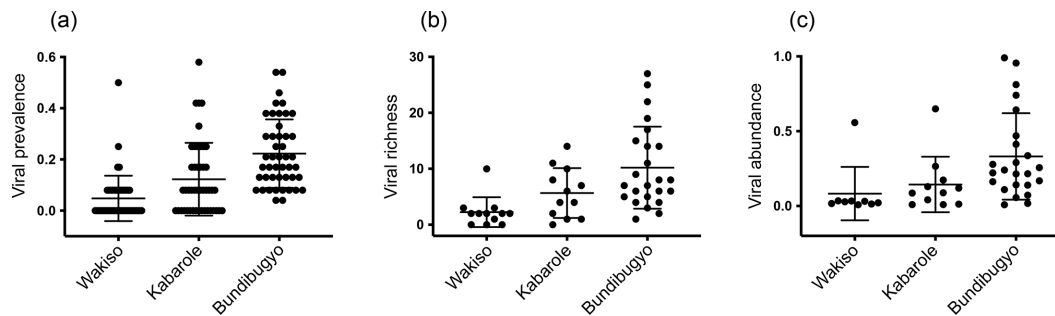 (a)
Viral prevalence
0.6
0.4
0.2
0.0
Wakiso
Kabarole
Bundibugyo
(b)
Viral richness
30
20
10
0
Wakiso
Kabarole
Bundibugyo
(c)
Viral abundance
1.0
0.5
0.0
Wakiso
Kabarole
Bundibugyo